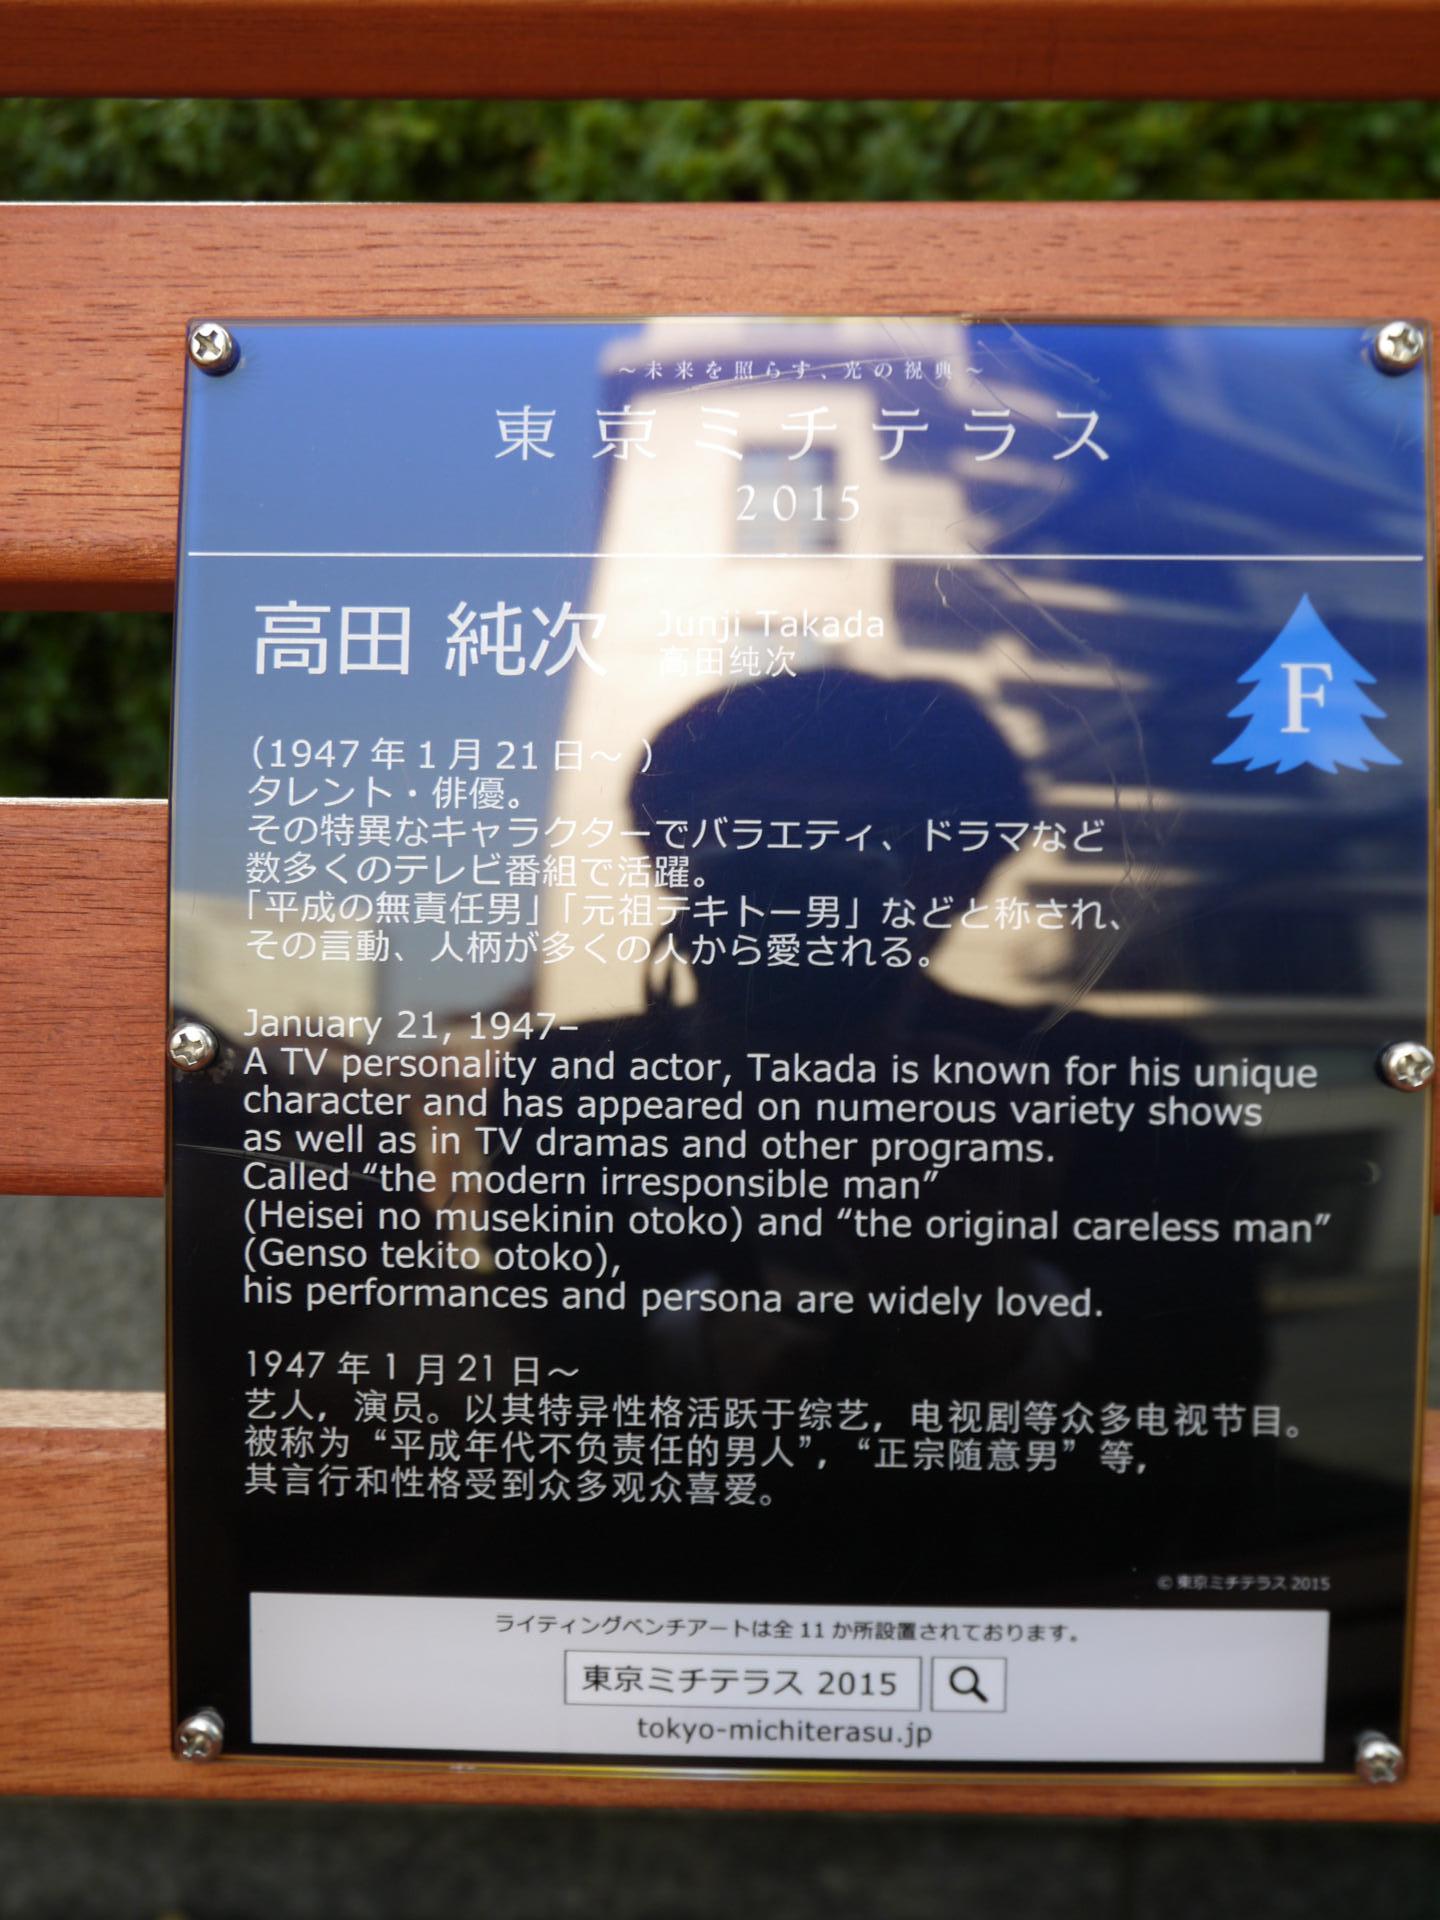 ～未来を照らす、光の祝典～
東京ミチテラス
2015
高田 純次
Junji Takada
高田纯次
F
（1947 年 1 月 21 日～ ）
タレント・俳優。
その特異なキャラクターでバラエティ、ドラマなど
数多くのテレビ番組で活躍。
「平成の無責任男」「元祖テキトー男」などと称され、
その言動、人柄が多くの人から愛される。
January 21, 1947–
A TV personality and actor, Takada is known for his unique
character and has appeared on numerous variety shows
as well as in TV dramas and other programs.
Called “the modern irresponsible man”
(Heisei no musekinin otoko) and “the original careless man”
(Genso tekito otoko),
his performances and persona are widely loved.
1947 年 1 月 21 日～
艺人，演员。以其特异性格活跃于综艺，电视剧等众多电视节目。
被称为“平成年代不负责任的男人”，“正宗随意男”等，
其言行和性格受到众多观众喜爱。
© 東京ミチテラス 2015
ライティングベンチアートは全 11 か所設置されております。
東京ミチテラス 2015
tokyo-michiterasu.jp